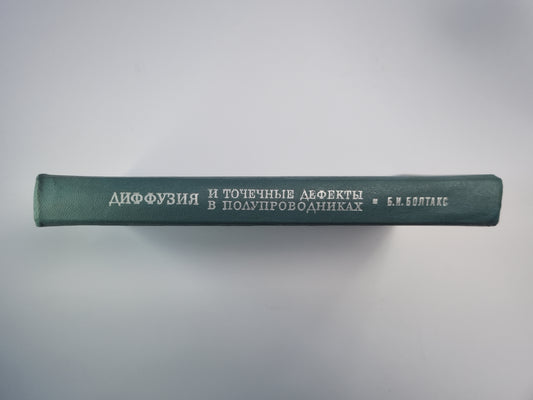 ДИФФУЗИЯ
И ТОЧЕЧНЫЕ ДЕФЕКТЫ
В ПОЛУПРОВОДНИКАХ
Б.И. БОЛТАКС